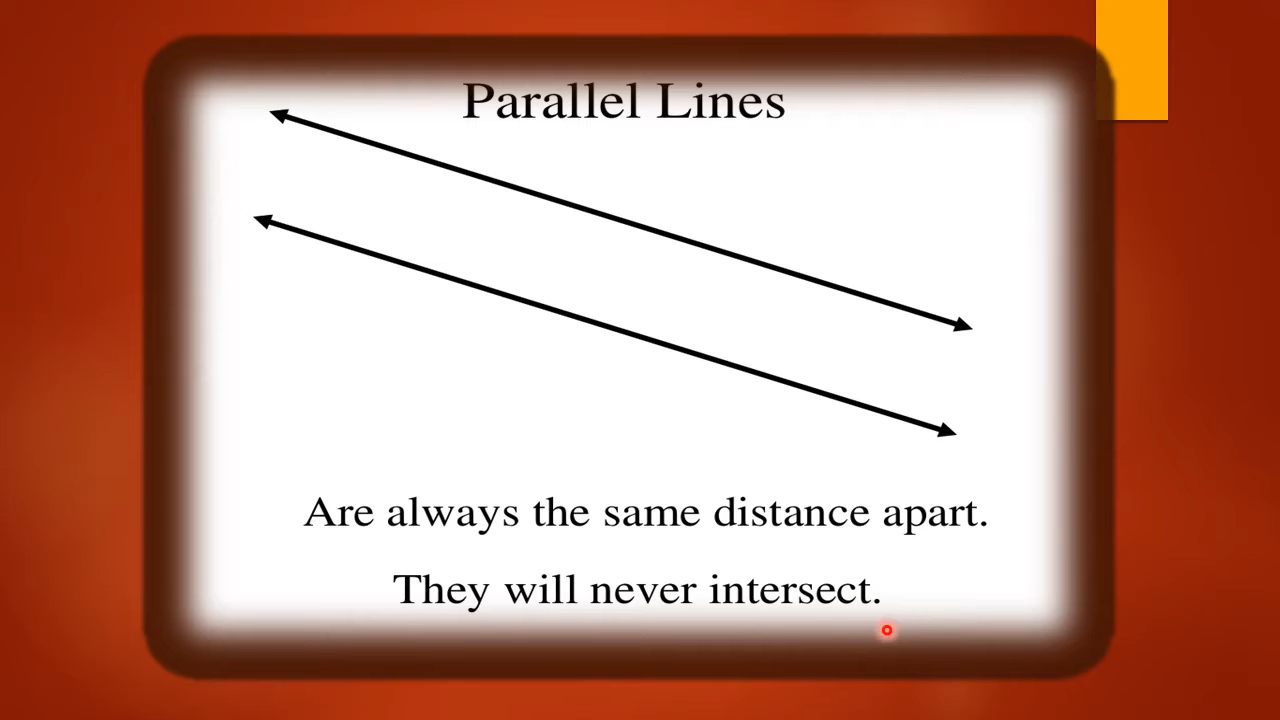 Parallel Lines
Are always the same distance apart.
They will never intersect.